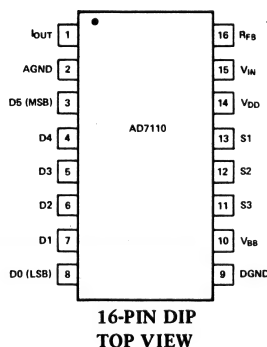 IOUT 1
AGND 2
D5 (MSB) 3
D4 4
D3 5
D2 6
D1 7
D0 (LSB) 8
AD7110
16 RFB
15 VIN
14 VDD
13 S1
12 S2
11 S3
10 VBB
9 DGND
16-PIN DIP
TOP VIEW